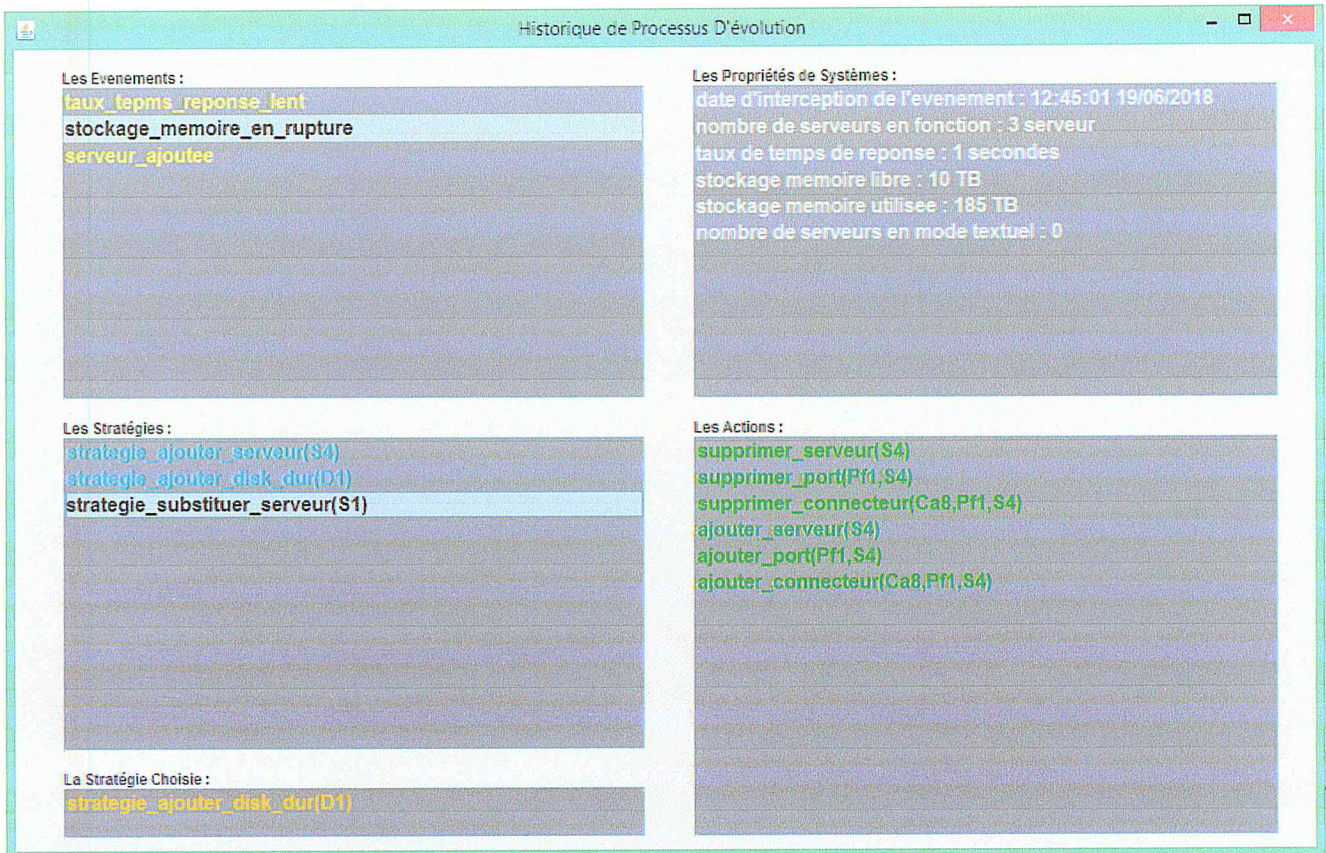 Historique de Processus D'évolution
Les Evenements :
taux_tepms_reponse_lent
stockage_memoire_en_rupture
serveur_ajoutee
Les Propriétés de Systèmes :
date d'interception de l'evenement : 12:45:01 19/06/2018
nombre de serveurs en fonction : 3 serveur
taux de temps de reponse : 1 secondes
stockage memoire libre : 10 TB
stockage memoire utilisee : 185 TB
nombre de serveurs en mode textuel : 0
Les Stratégies :
strategie_ajouter_serveur(S4)
strategie_ajouter_disk_dur(D1)
strategie_substituer_serveur(S1)
Les Actions :
supprimer_serveur(S4)
supprimer_port(Pf1,S4)
supprimer_connecteur(Ca8,Pf1,S4)
ajouter_serveur(S4)
ajouter_port(Pf1,S4)
ajouter_connecteur(Ca8,Pf1,S4)
La Stratégie Choisie :
strategie_ajouter_disk_dur(D1)